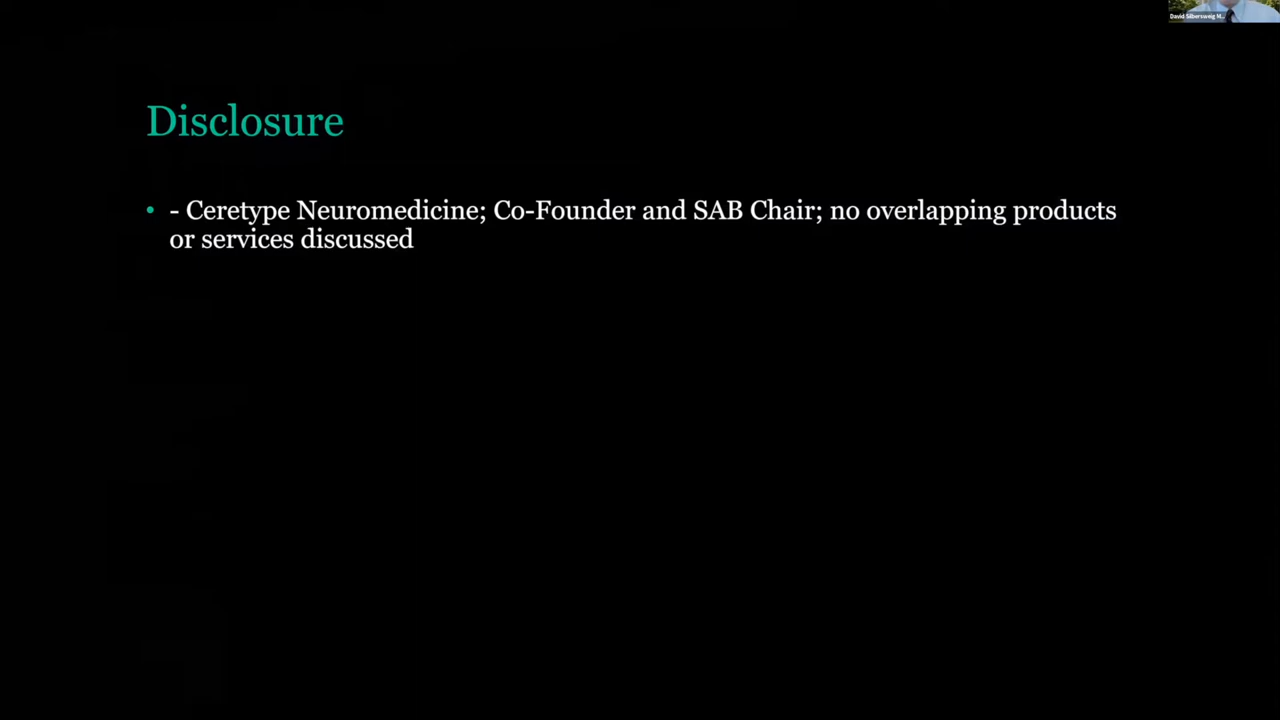 David Silbersweig M...
Disclosure
• - Ceretype Neuromedicine; Co-Founder and SAB Chair; no overlapping products
or services discussed